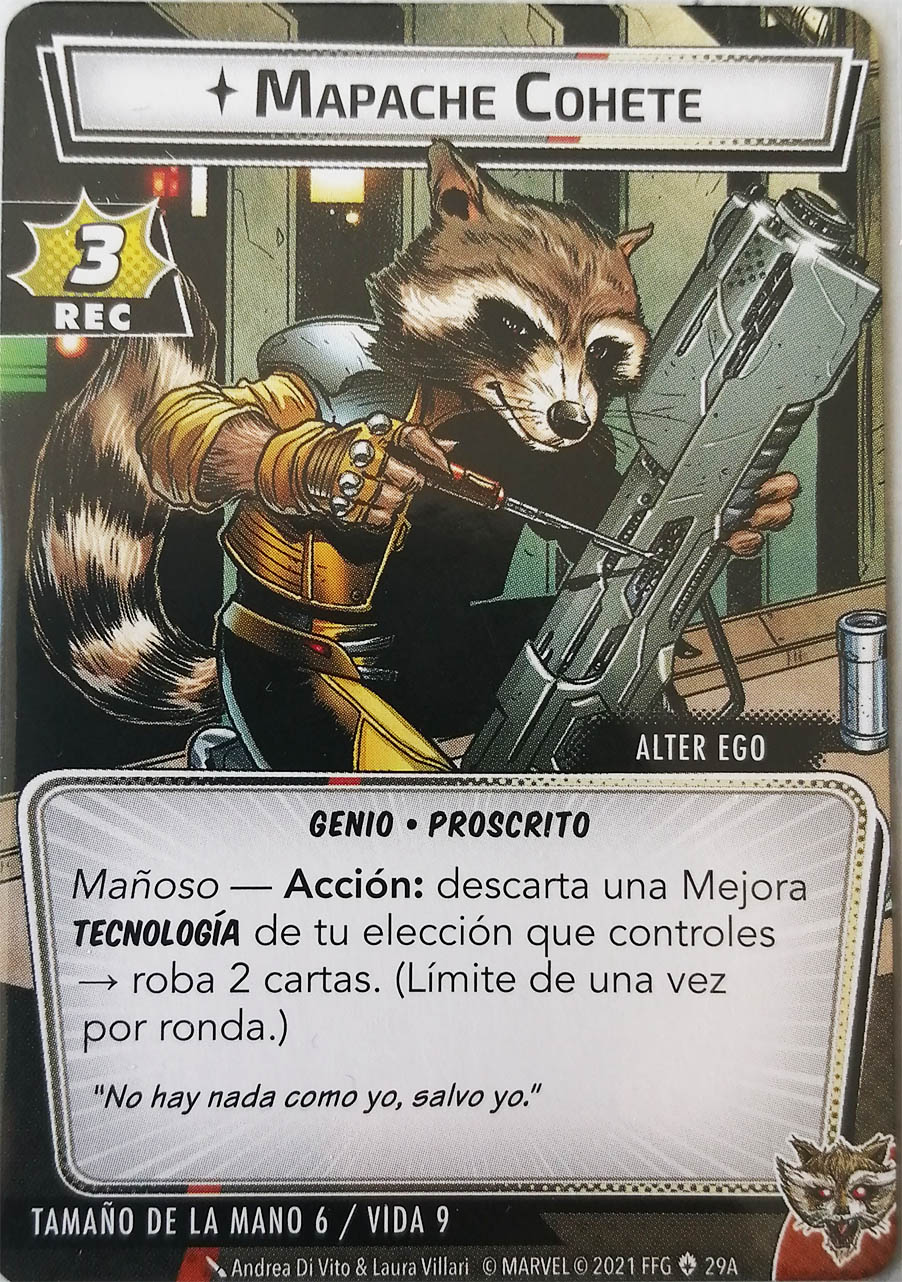 MAPACHE COHETE
3
REC
ALTER EGO
GENIO • PROSCRITO
Mañoso — Acción: descarta una Mejora
TECNOLOGÍA de tu elección que controles
→ roba 2 cartas. (Límite de una vez
por ronda.)
"No hay nada como yo, salvo yo."
TAMAÑO DE LA MANO 6 / VIDA 9
Andrea Di Vito & Laura Villari © MARVEL © 2021 FFG 29A